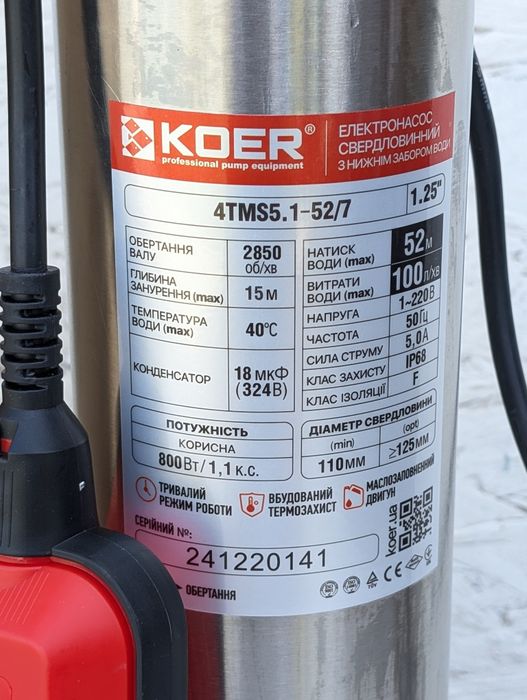 KOER®
professional pump equipment
ЕЛЕКТРОНАСОС
СВЕРДЛОВИННИЙ
З НИЖНІМ ЗАБОРОМ ВОДИ
4TMS5.1-52/7
1.25"
ОБЕРТАННЯ
ВАЛУ
2850
об/хв
ГЛИБИНА
ЗАНУРЕННЯ (max)
15 м
ТЕМПЕРАТУРА
ВОДИ (max)
40°C
КОНДЕНСАТОР
18 мкФ
(324В)
НАТИСК
ВОДИ (max)
52 м
ВИТРАТИ
ВОДИ (max)
100 л/хв
НАПРУГА
1~220В
ЧАСТОТА
50Гц
СИЛА СТРУМУ
5,0А
КЛАС ЗАХИСТУ
IP68
КЛАС ІЗОЛЯЦІЇ
F
ПОТУЖНІСТЬ
КОРИСНА
800Вт/1,1 к.с.
ДІАМЕТР СВЕРДЛОВИНИ
(min)
(opt)
110мм
≥125мм
ТРИВАЛИЙ
РЕЖИМ РОБОТИ
ВБУДОВАНИЙ
ТЕРМОЗАХИСТ
МАСЛОЗАПОВНЕНИЙ
ДВИГУН
СЕРІЙНИЙ №:
241220141
koer.ua
ОБЕРТАННЯ
TÜV
CE